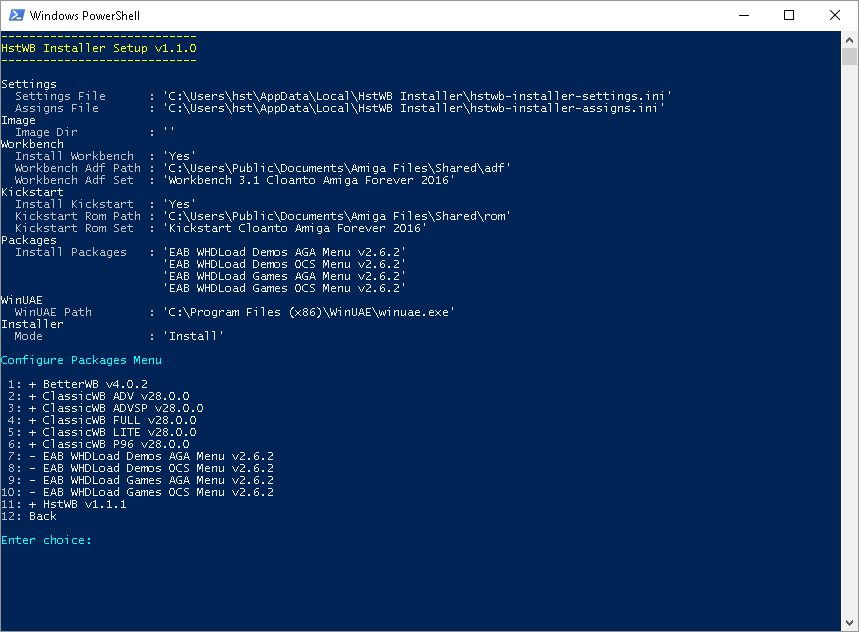 Windows PowerShell
----------------------------
HstWB Installer Setup v1.1.0
----------------------------
Settings
  Settings File      : 'C:\Users\hst\AppData\Local\HstWB Installer\hstwb-installer-settings.ini'
  Assigns File       : 'C:\Users\hst\AppData\Local\HstWB Installer\hstwb-installer-assigns.ini'
Image
  Image Dir          : ''
Workbench
  Install Workbench  : 'Yes'
  Workbench Adf Path : 'C:\Users\Public\Documents\Amiga Files\Shared\adf'
  Workbench Adf Set  : 'Workbench 3.1 Cloanto Amiga Forever 2016'
Kickstart
  Install Kickstart  : 'Yes'
  Kickstart Rom Path : 'C:\Users\Public\Documents\Amiga Files\Shared\rom'
  Kickstart Rom Set  : 'Kickstart Cloanto Amiga Forever 2016'
Packages
  Install Packages   : 'EAB WHDLoad Demos AGA Menu v2.6.2'
                       'EAB WHDLoad Demos OCS Menu v2.6.2'
                       'EAB WHDLoad Games AGA Menu v2.6.2'
                       'EAB WHDLoad Games OCS Menu v2.6.2'
WinUAE
  WinUAE Path        : 'C:\Program Files (x86)\WinUAE\winuae.exe'
Installer
  Mode               : 'Install'
Configure Packages Menu
 1: + BetterWB v4.0.2
 2: + ClassicWB ADV v28.0.0
 3: + ClassicWB ADVSP v28.0.0
 4: + ClassicWB FULL v28.0.0
 5: + ClassicWB LITE v28.0.0
 6: + ClassicWB P96 v28.0.0
 7: - EAB WHDLoad Demos AGA Menu v2.6.2
 8: - EAB WHDLoad Demos OCS Menu v2.6.2
 9: - EAB WHDLoad Games AGA Menu v2.6.2
10: - EAB WHDLoad Games OCS Menu v2.6.2
11: + HstWB v1.1.1
12: Back
Enter choice: